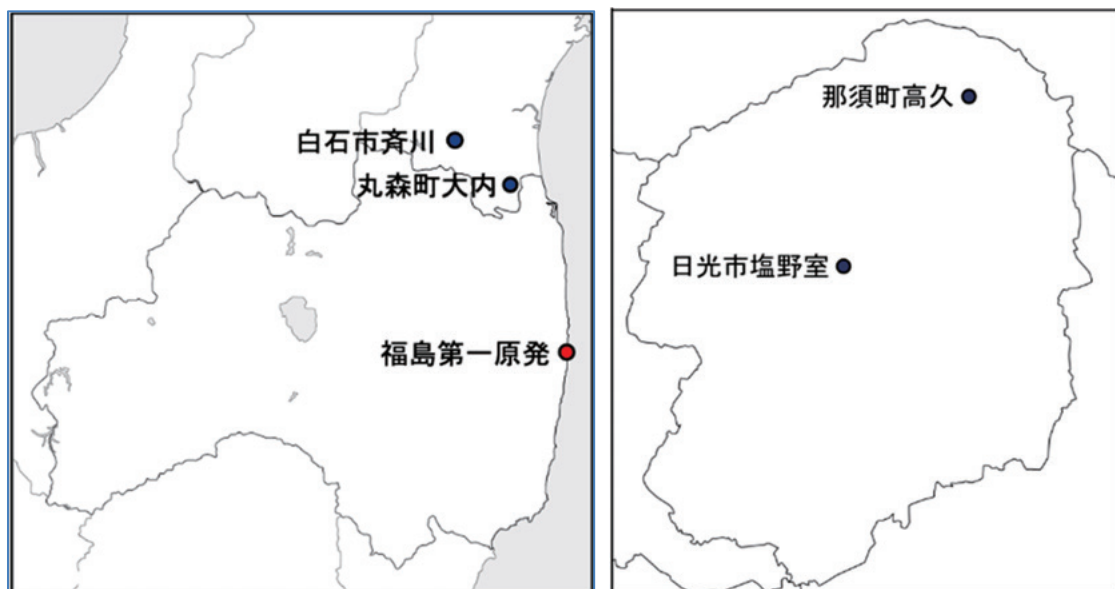 白石市斉川
丸森町大内
福島第一原発
那須町高久
日光市塩野室